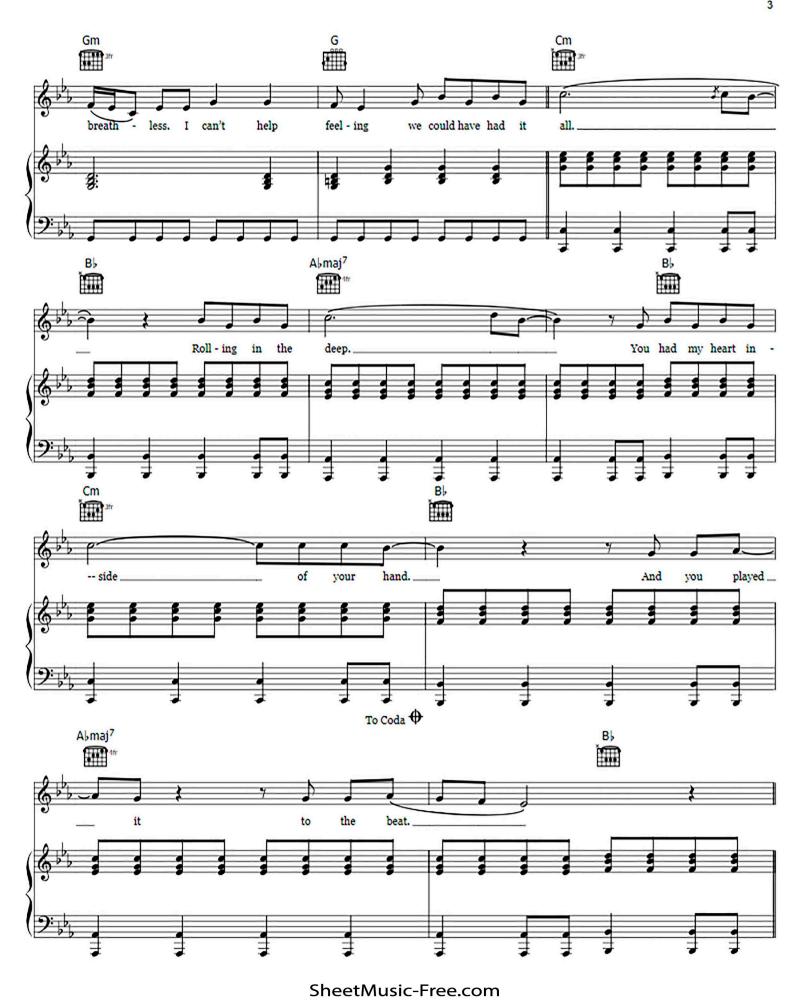 3
Gm G Cm
3fr 3fr
breath - less. I can't help feel - ing we could have had it all.
B♭ A♭maj7 B♭
4fr
Roll - ing in the deep. You had my heart in -
Cm B♭
3fr
-- side of your hand. And you played
To Coda
A♭maj7 B♭
4fr
it to the beat.
SheetMusic-Free.com